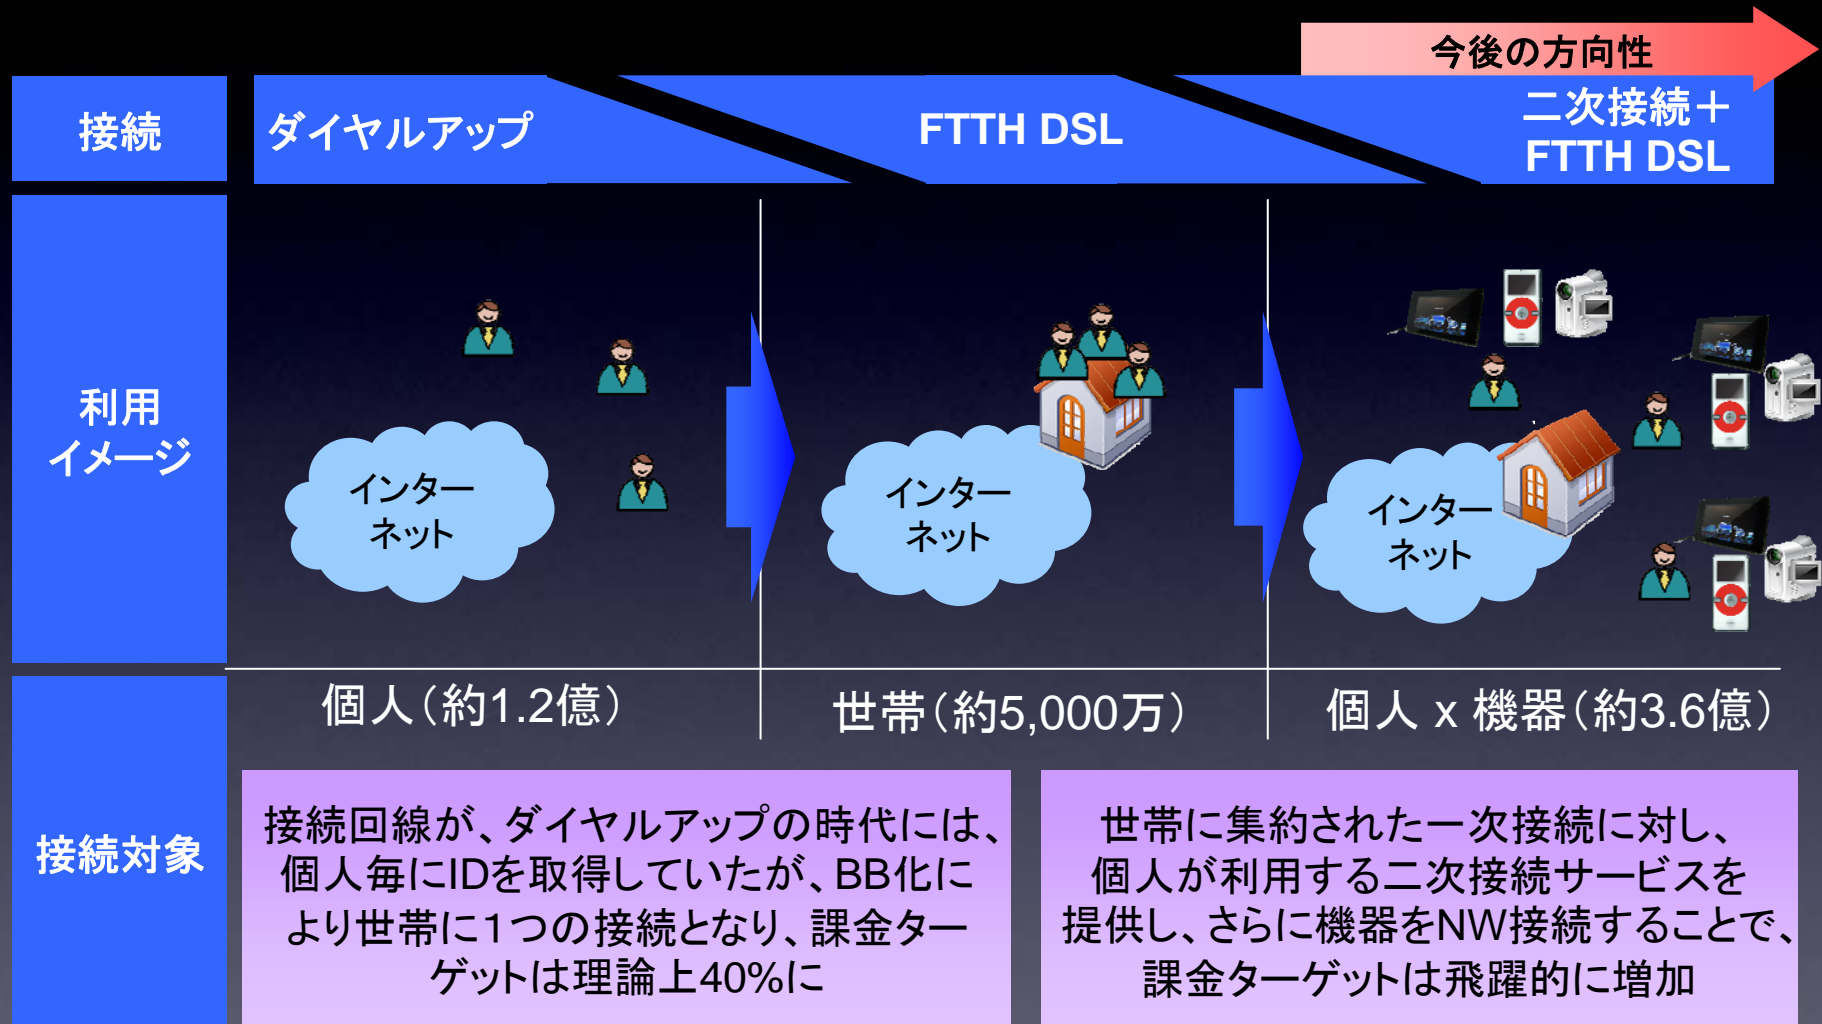 今後の方向性
接続
ダイヤルアップ
FTTH DSL
二次接続＋
FTTH DSL
利用
イメージ
インター
ネット
インター
ネット
インター
ネット
個人（約1.2億）
世帯（約5,000万）
個人 x 機器（約3.6億）
接続対象
接続回線が、ダイヤルアップの時代には、
個人毎にIDを取得していたが、BB化に
より世帯に１つの接続となり、課金ター
ゲットは理論上40%に
世帯に集約された一次接続に対し、
個人が利用する二次接続サービスを
提供し、さらに機器をNW接続することで、
課金ターゲットは飛躍的に増加